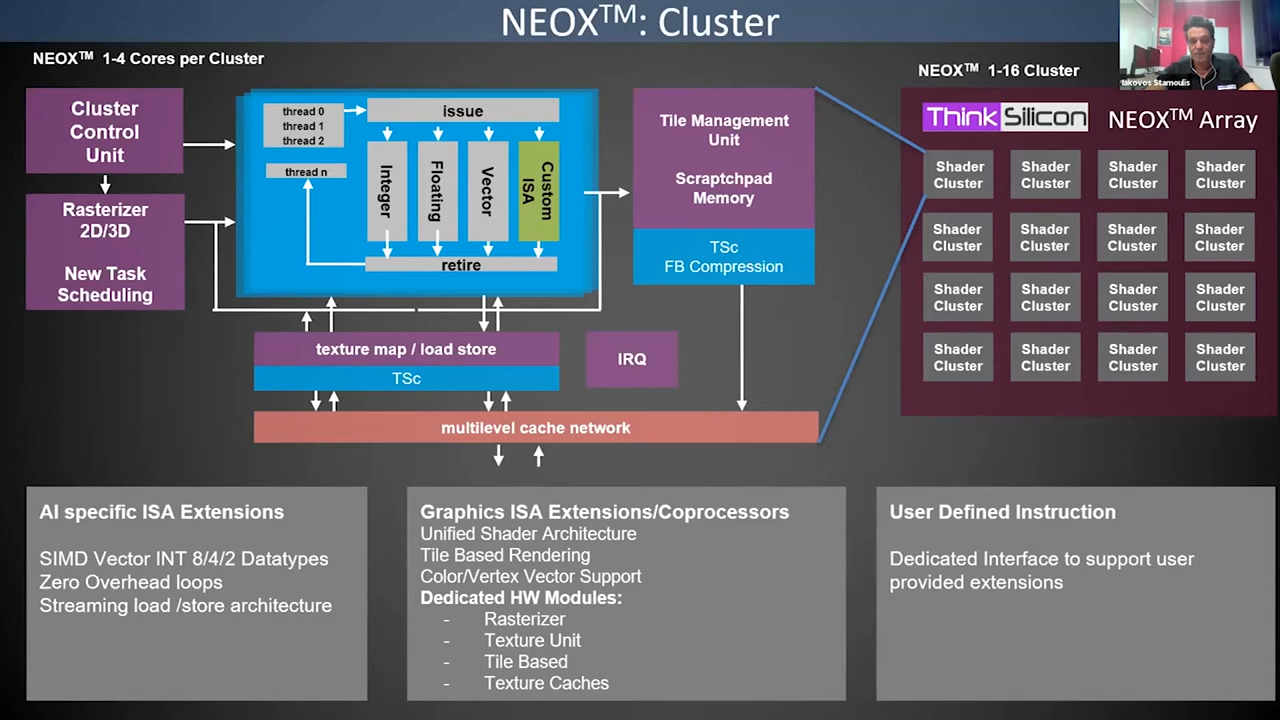 NEOX™: Cluster
Iakovos Stamoulis
NEOX™ 1-4 Cores per Cluster
Cluster
Control
Unit
Rasterizer
2D/3D
New Task
Scheduling
thread 0
thread 1
thread 2
thread n
issue
Integer
Floating
Vector
Custom
ISA
retire
Tile Management
Unit
Scraptchpad
Memory
TSc
FB Compression
texture map / load store
TSc
IRQ
multilevel cache network
NEOX™ 1-16 Cluster
Think Silicon
NEOX™ Array
Shader
Cluster
Shader
Cluster
Shader
Cluster
Shader
Cluster
Shader
Cluster
Shader
Cluster
Shader
Cluster
Shader
Cluster
Shader
Cluster
Shader
Cluster
Shader
Cluster
Shader
Cluster
Shader
Cluster
Shader
Cluster
Shader
Cluster
Shader
Cluster
AI specific ISA Extensions
SIMD Vector INT 8/4/2 Datatypes
Zero Overhead loops
Streaming load /store architecture
Graphics ISA Extensions/Coprocessors
Unified Shader Architecture
Tile Based Rendering
Color/Vertex Vector Support
Dedicated HW Modules:
- Rasterizer
- Texture Unit
- Tile Based
- Texture Caches
User Defined Instruction
Dedicated Interface to support user
provided extensions